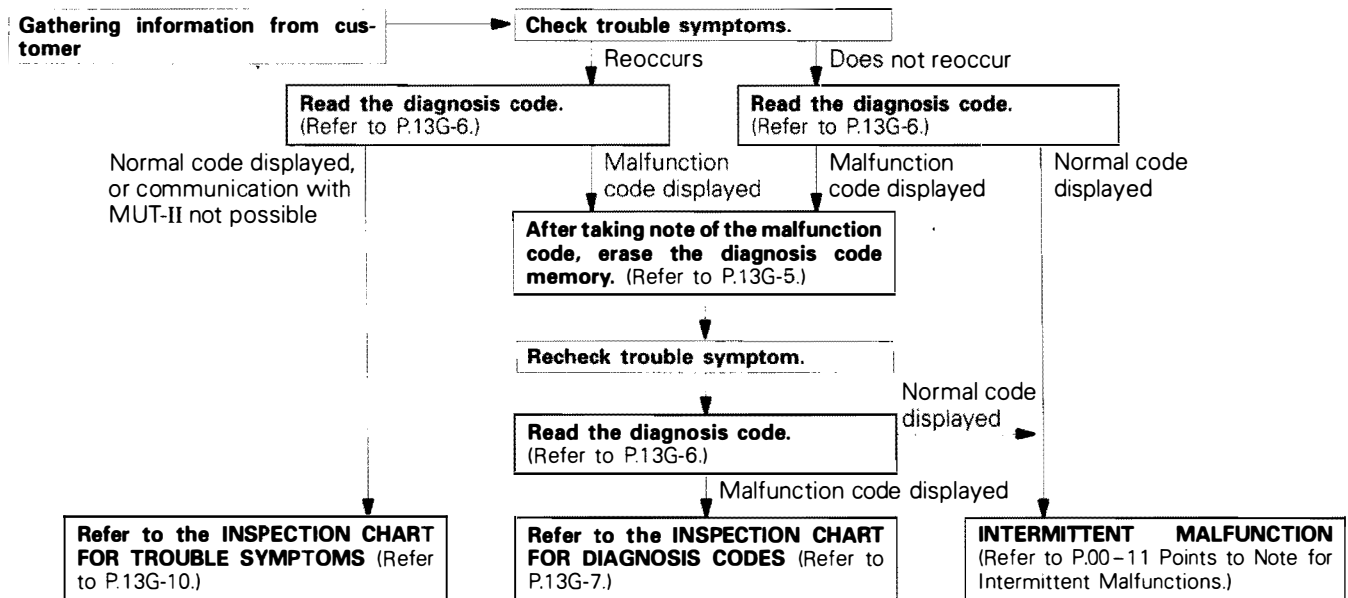 Gathering information from cus-
tomer
Check trouble symptoms.
Reoccurs
Does not reoccur
Read the diagnosis code.
(Refer to P.13G-6.)
Read the diagnosis code.
(Refer to P.13G-6.)
Normal code displayed,
or communication with
MUT-II not possible
Malfunction
code displayed
Malfunction
code displayed
Normal code
displayed
After taking note of the malfunction
code, erase the diagnosis code
memory. (Refer to P.13G-5.)
Recheck trouble symptom.
Normal code
displayed
Read the diagnosis code.
(Refer to P.13G-6.)
Malfunction code displayed
Refer to the INSPECTION CHART
FOR TROUBLE SYMPTOMS (Refer
to P.13G-10.)
Refer to the INSPECTION CHART
FOR DIAGNOSIS CODES (Refer to
P.13G-7.)
INTERMITTENT MALFUNCTION
(Refer to P.00-11 Points to Note for
Intermittent Malfunctions.)